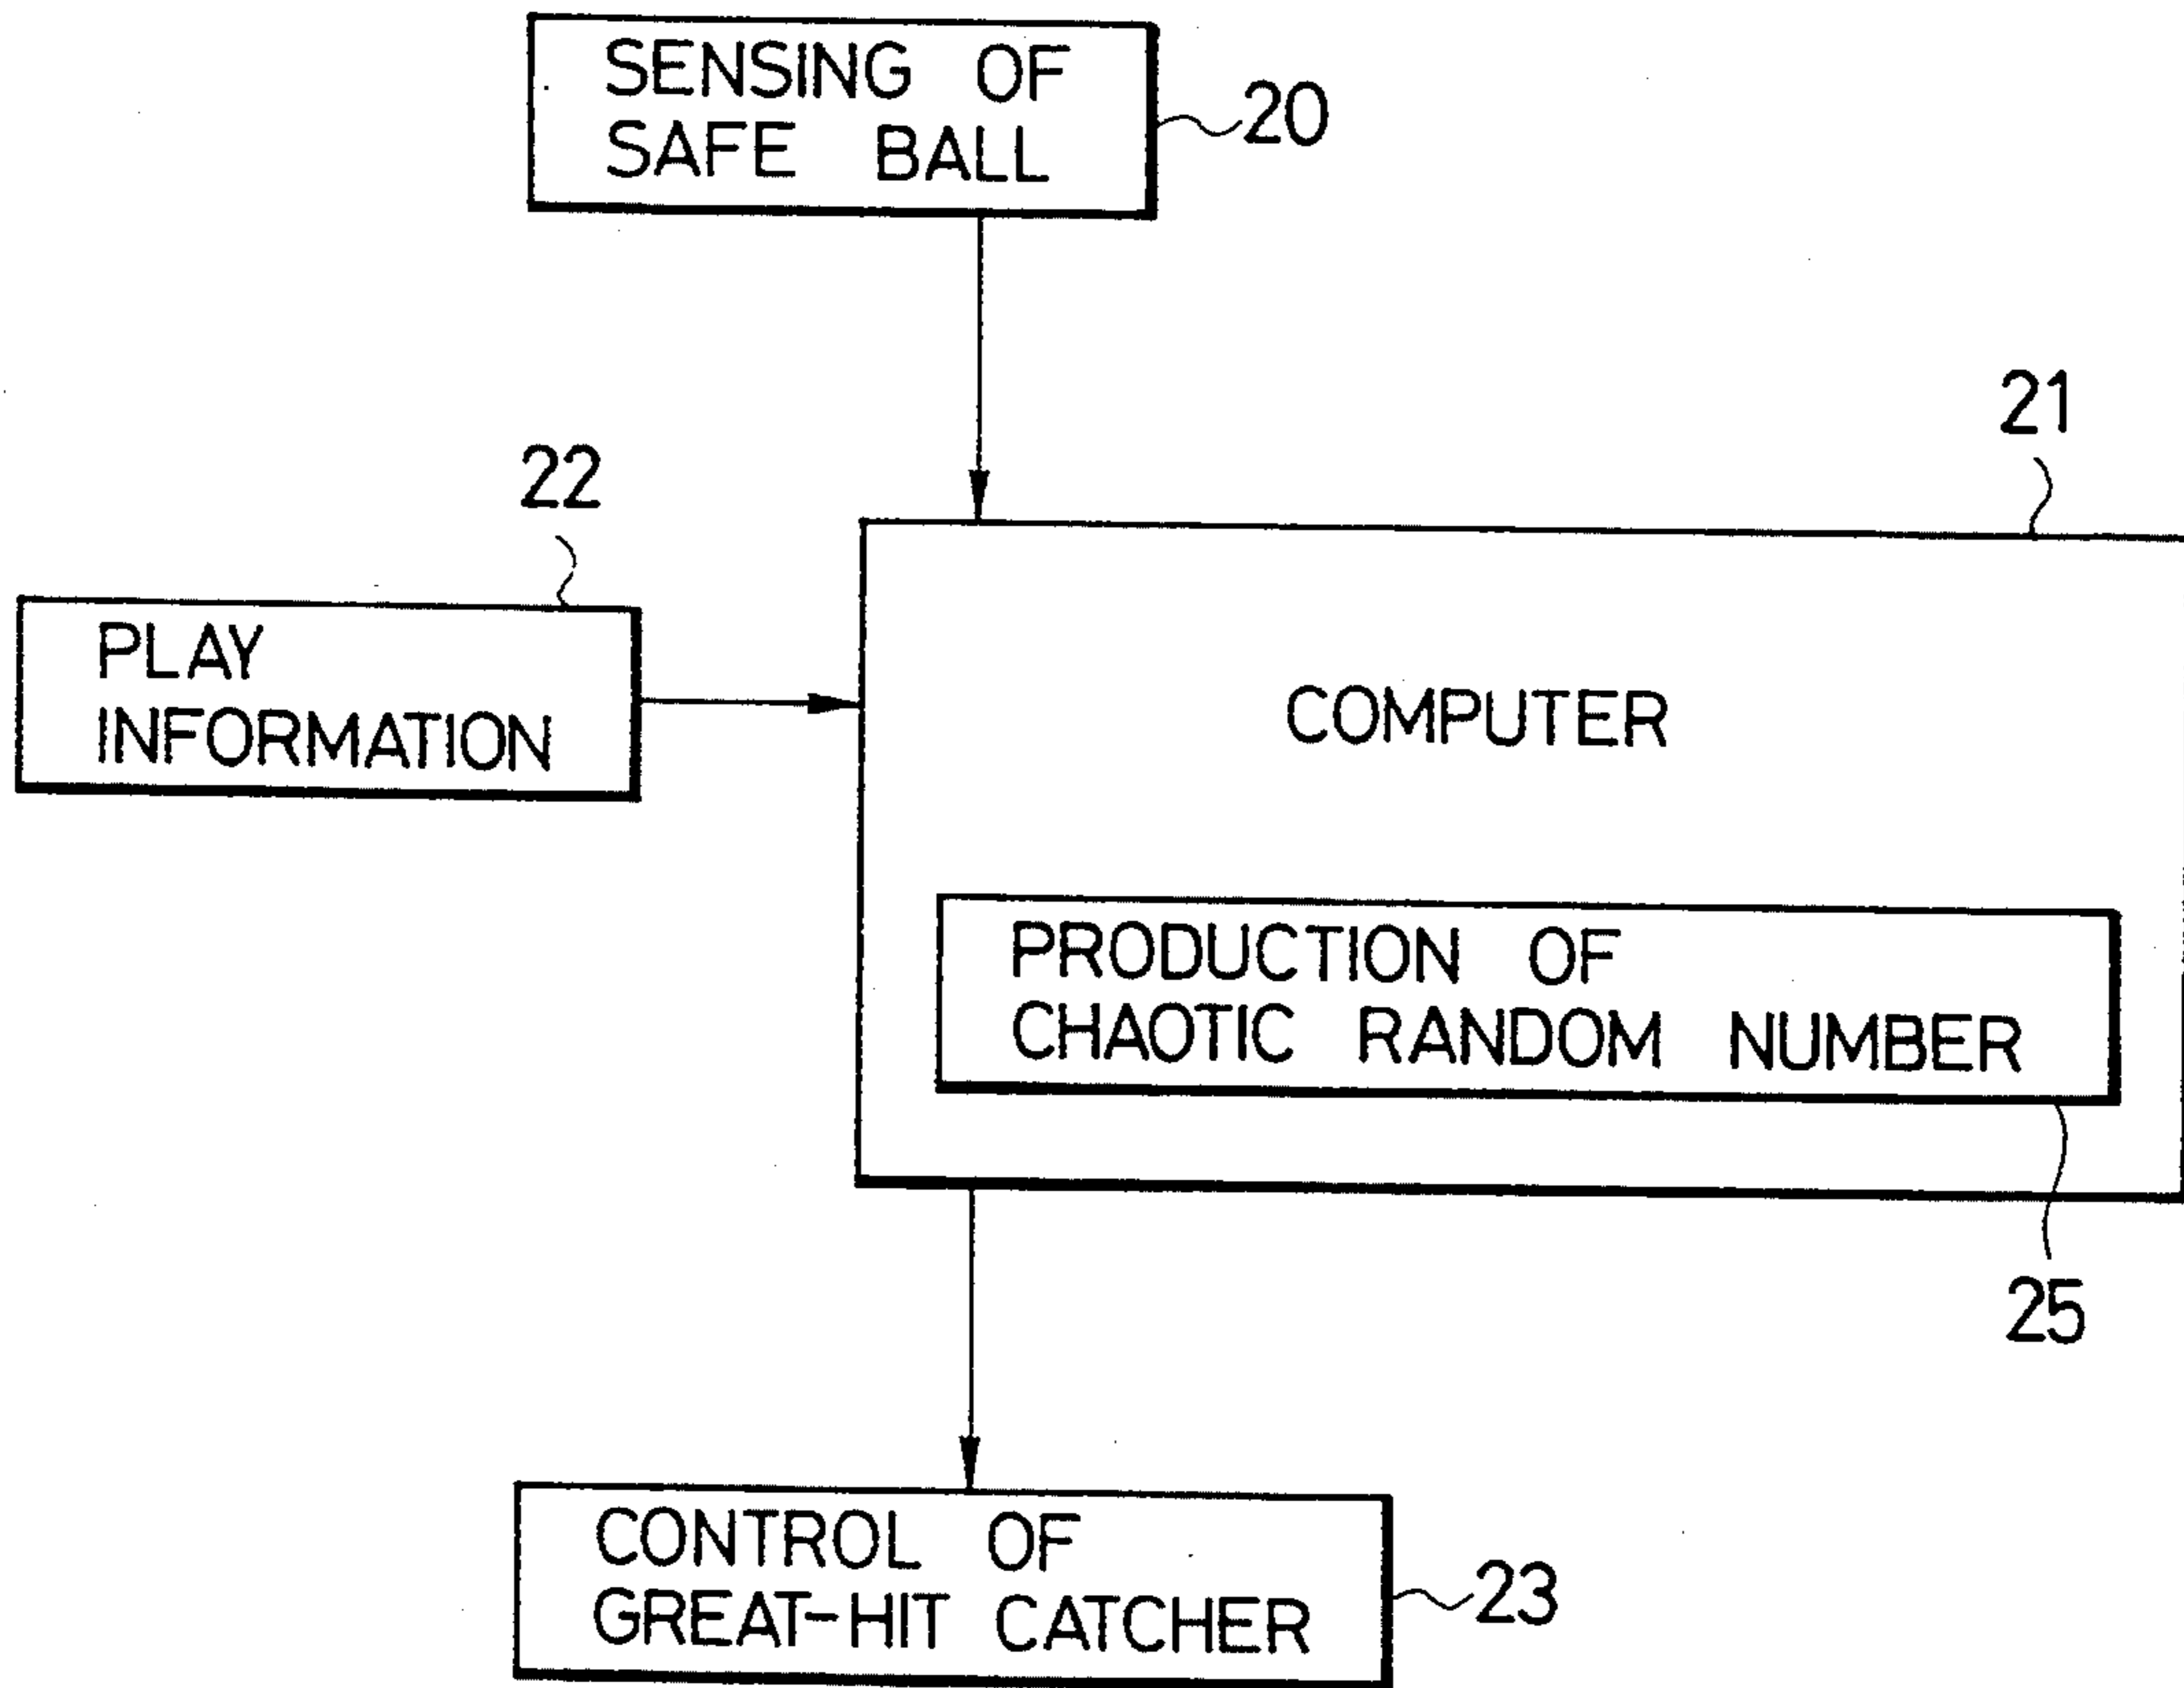 SENSING OF
SAFE BALL
20
21
22
PLAY
INFORMATION
COMPUTER
PRODUCTION OF
CHAOTIC RANDOM NUMBER
25
CONTROL OF
GREAT-HIT CATCHER
23